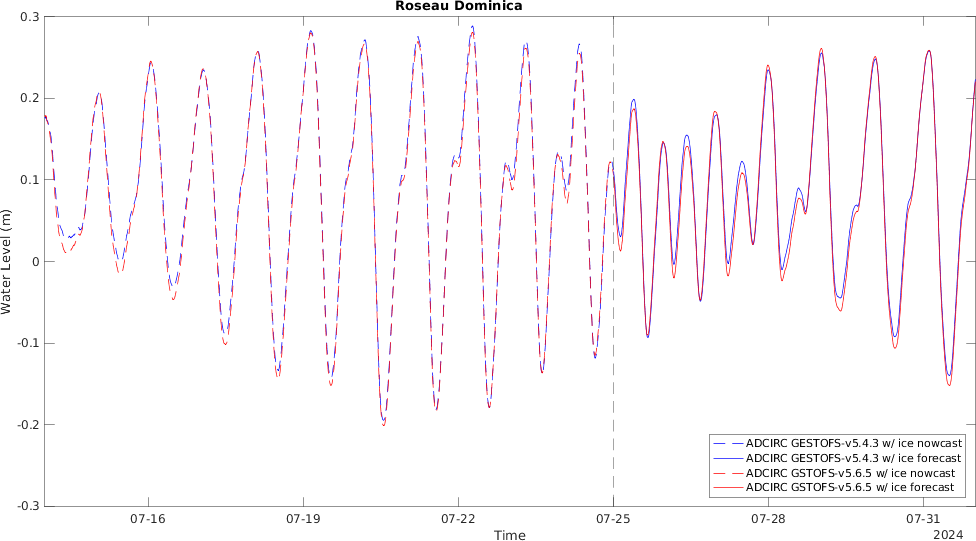 Roseau Dominica
0.3
0.2
0.1
0
-0.1
-0.2
-0.3
Water Level (m)
07-16
07-19
07-22
07-25
07-28
07-31
Time
2024
ADCIRC GESTOFS-v5.4.3 w/ ice nowcast
ADCIRC GESTOFS-v5.4.3 w/ ice forecast
ADCIRC GSTOFS-v5.6.5 w/ ice nowcast
ADCIRC GSTOFS-v5.6.5 w/ ice forecast